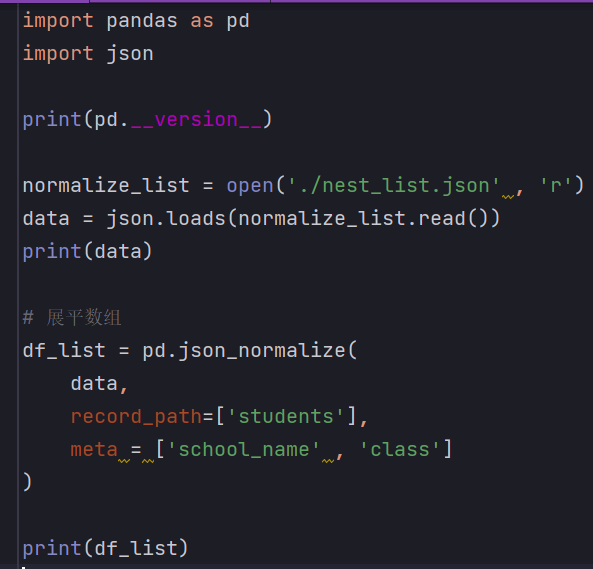 import pandas as pd
import json
print(pd.__version__)
normalize_list = open('./nest_list.json' , 'r')
data = json.loads(normalize_list.read())
print(data)
# 展平数组
df_list = pd.json_normalize(
    data,
    record_path=['students'],
    meta = ['school_name' , 'class']
)
print(df_list)